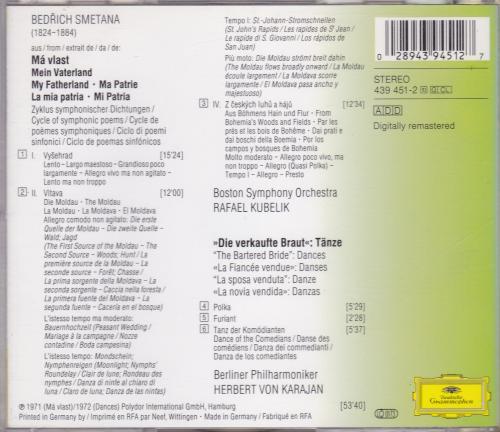 BEDŘICH SMETANA
(1824–1884)
aus / from / extrait de / da / de:
Má vlast
Mein Vaterland
My Fatherland · Ma Patrie
La mia patria · Mi Patria
Zyklus symphonischer Dichtungen /
Cycle of symphonic poems / Cycle de
poèmes symphoniques / Ciclo di poemi
sinfonici / Ciclo de poemas sinfónicos
1 I. Vyšehrad [15'24]
Lento – Largo maestoso – Grandioso poco
largamente – Allegro vivo ma non agitato –
Lento ma non troppo
2 II. Vltava [12'00]
Die Moldau · The Moldau
La Moldau · La Moldava · El Moldava
Allegro comodo non agitato: Die erste
Quelle der Moldau – Die zweite Quelle –
Wald; Jagd
(The First Source of the Moldau – The
Second Source – Woods; Hunt / La
première source de la Moldau – La
seconde source – Forêt; Chasse /
La prima sorgente della Moldava – La
seconda sorgente – Caccia nella foresta /
La primera fuente del Moldava – La
segunda fuente – Cacería en el bosque)
L'istesso tempo ma moderato:
Bauernhochzeit (Peasant Wedding /
Mariage à la campagne / Nozze
contadine / Boda campesina)
L'istesso tempo: Mondschein;
Nymphenreigen (Moonlight; Nymphs'
Roundelay / Clair de lune; Rondeau des
nymphes / Danza di ninfe al chiaro di
luna / Claro de luna; Danza de las ninfas)
Tempo I: St.-Johann-Stromschnellen
(St. John's Rapids / Les rapides de St Jean /
Le rapide di S. Giovanni / Los rápidos de
San Juan)
Più moto: Die Moldau strömt breit dahin
(The Moldau flows broadly onward / La Moldau
écoule largement / La Moldava scorre
largamente / El Moldava pasa ancho y
majestuoso)
3 IV. Z českých luhů a hájů [12'34]
Aus Böhmens Hain und Flur · From
Bohemia's Woods and Fields · Par les
prés et les bois de Bohême · Dai prati e
dai boschi della Boemia · Por los
campos y bosques de Bohemia
Molto moderato – Allegro poco vivo, ma
non troppo – Allegro (Quasi Polka) –
Tempo I – Allegro – Presto
Boston Symphony Orchestra
RAFAEL KUBELIK
»Die verkaufte Braut«: Tänze
"The Bartered Bride": Dances
«La Fiancée vendue»: Danses
"La sposa venduta": Danze
«La novia vendida»: Danzas
4 Polka [5'29]
5 Furiant [2'28]
6 Tanz der Komödianten [5'37]
Dance of the Comedians / Danse des
comédiens / Danza dei commedianti /
Danza de los comediantes
Berliner Philharmoniker
HERBERT VON KARAJAN
0 28943 94512 7
STEREO
439 451-2
ADD
Digitally remastered
Deutsche
Grammophon
℗ 1971 (Má vlast)/1972 (Dances) Polydor International GmbH, Hamburg [53'40]
Printed in Germany by / Imprimé en RFA par Neef, Wittingen · Made in Germany / Fabriqué en RFA